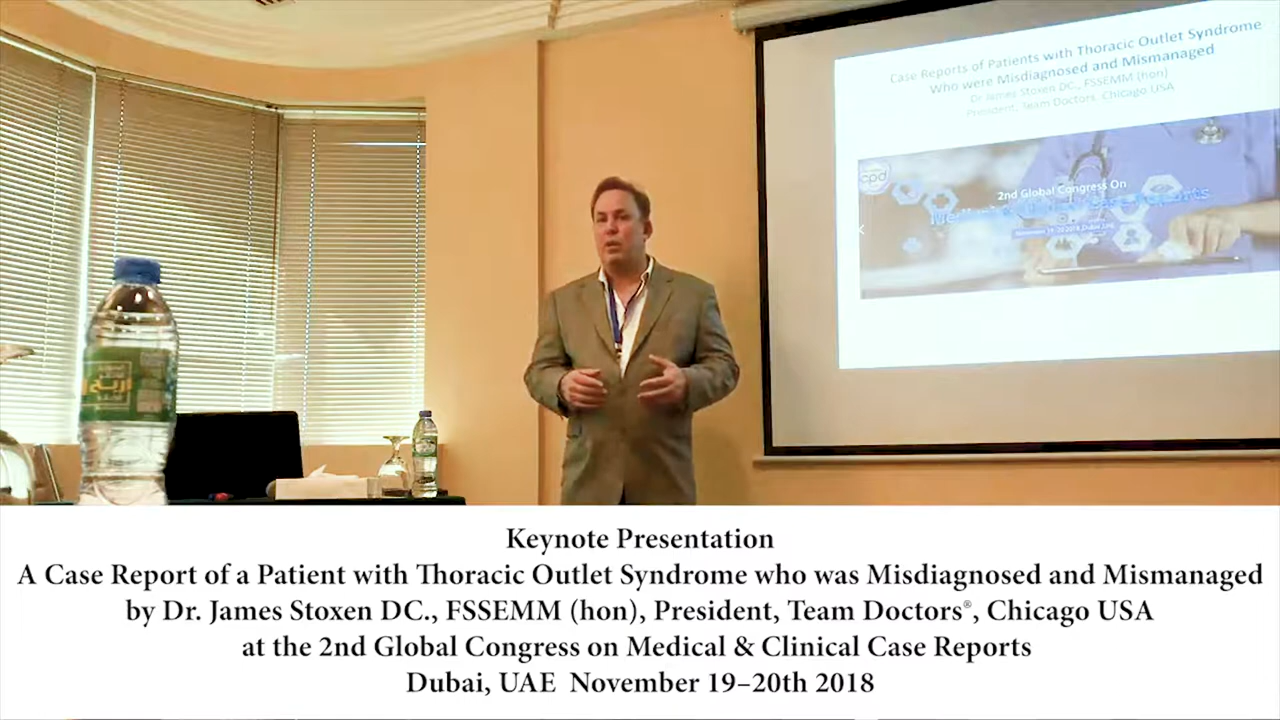 Case Reports of Patients with Thoracic Outlet Syndrome
Who were Misdiagnosed and Mismanaged
Dr James Stoxen DC., FSSEMM (hon)
President, Team Doctors, Chicago USA
cpd
2nd Global Congress On
Keynote Presentation
A Case Report of a Patient with Thoracic Outlet Syndrome who was Misdiagnosed and Mismanaged
by Dr. James Stoxen DC., FSSEMM (hon), President, Team Doctors®, Chicago USA
at the 2nd Global Congress on Medical & Clinical Case Reports
Dubai, UAE November 19–20th 2018